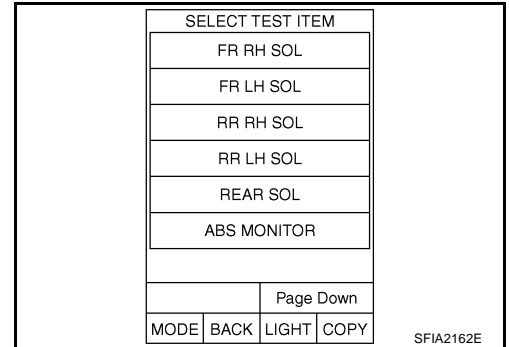 SELECT TEST ITEM
FR RH SOL
FR LH SOL
RR RH SOL
RR LH SOL
REAR SOL
ABS MONITOR
Page Down
MODE BACK LIGHT COPY
SFIA2162E